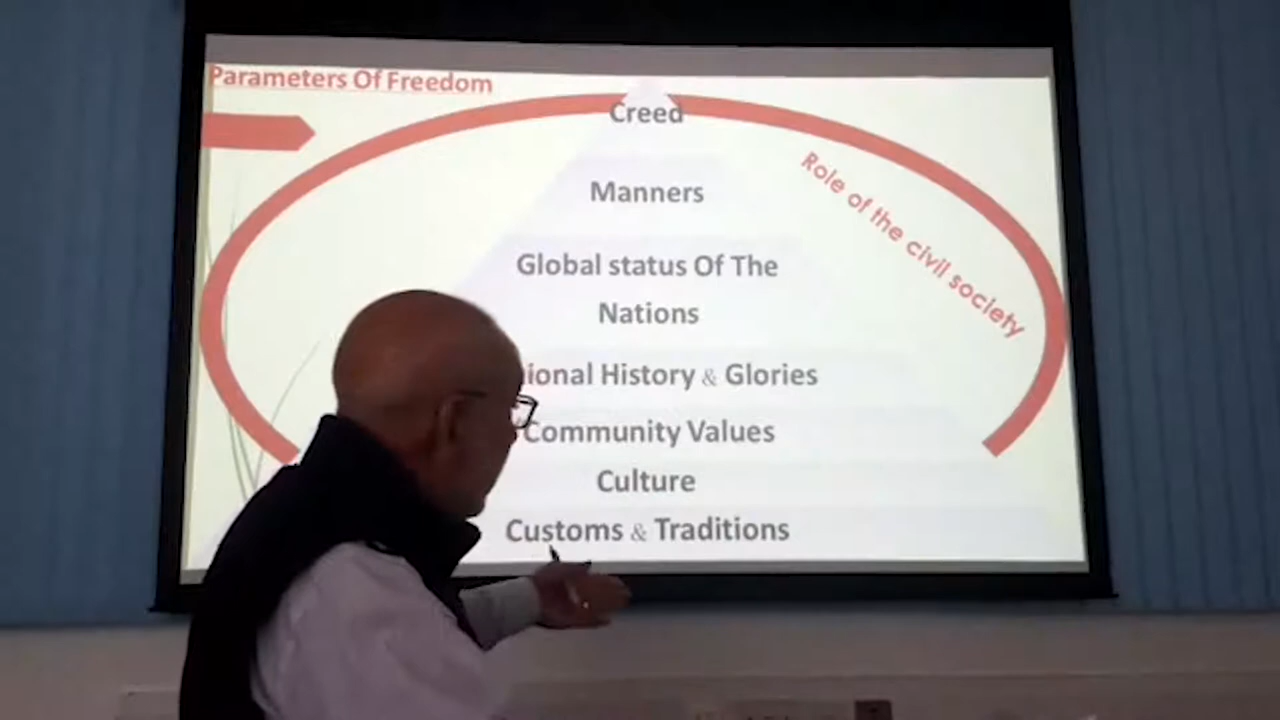 Parameters Of Freedom
Creed
Manners
Role of the civil society
Global status Of The
Nations
History & Glories
Community Values
Culture
Customs & Traditions